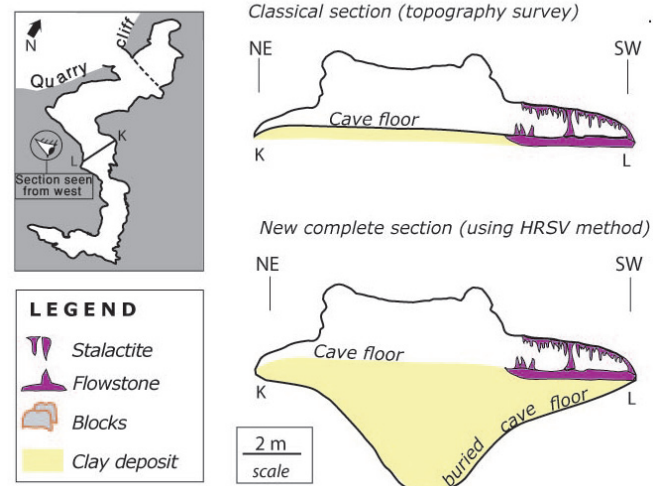 N
Quarry
cliff
K
L
Section seen
from west
LEGEND
Stalactite
Flowstone
Blocks
Clay deposit
Classical section (topography survey)
NE
SW
Cave floor
K
L
New complete section (using HRSV method)
NE
SW
Cave floor
K
L
buried cave floor
2 m
scale